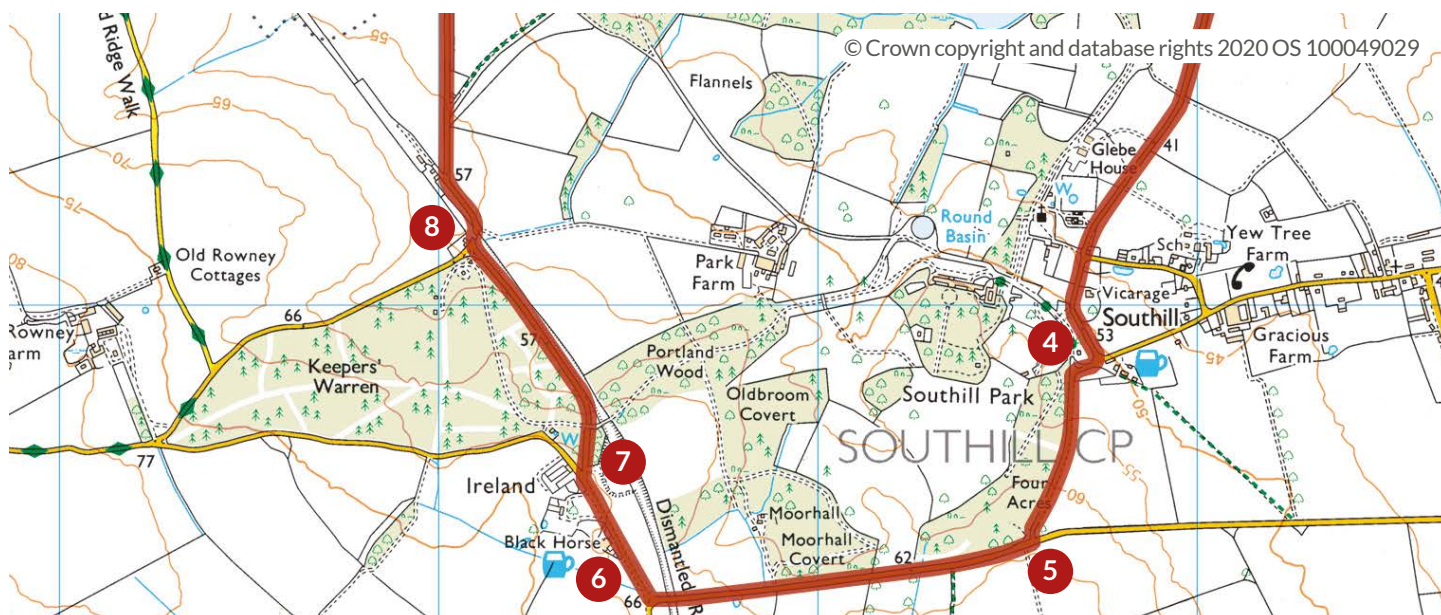 © Crown copyright and database rights 2020 OS 100049029
d Ridge Walk
55
65
70
75
80
57
8
Flannels
Glebe
House
41
W
Round
Basin
Sch
Yew Tree
Farm
Old Rowney
Cottages
Park
Farm
Vicarage
Southill
53
4
Rowney
arm
66
57
Keepers'
Warren
Portland
Wood
Oldbroom
Covert
Southill Park
Gracious
Farm
45
50
SOUTHILL CP
55
60
77
W
7
Ireland
Four
Acres
Moorhall
Moorhall
Covert
Black Horse
6
Dismantled R
62
5
66